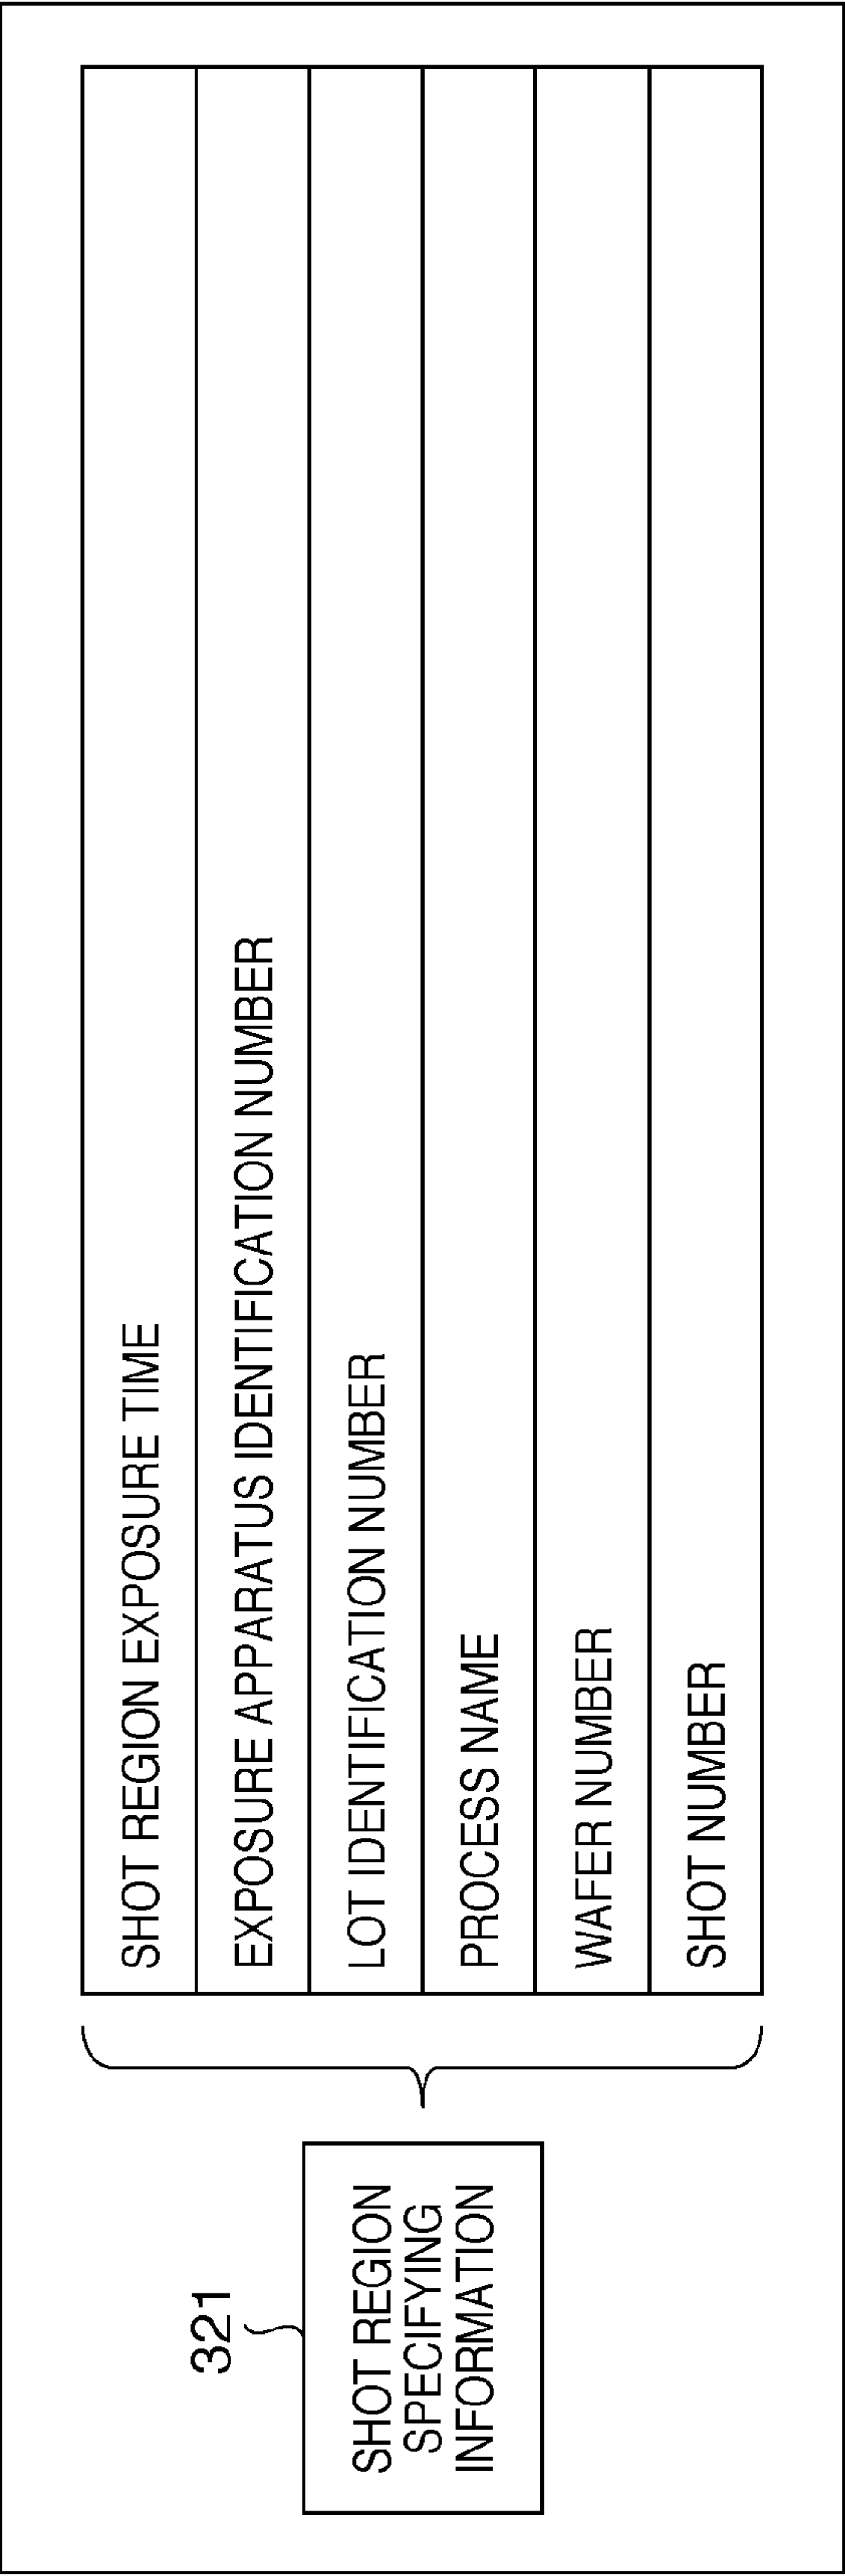 321
SHOT REGION
SPECIFYING
INFORMATION
SHOT REGION EXPOSURE TIME
EXPOSURE APPARATUS IDENTIFICATION NUMBER
LOT IDENTIFICATION NUMBER
PROCESS NAME
WAFER NUMBER
SHOT NUMBER